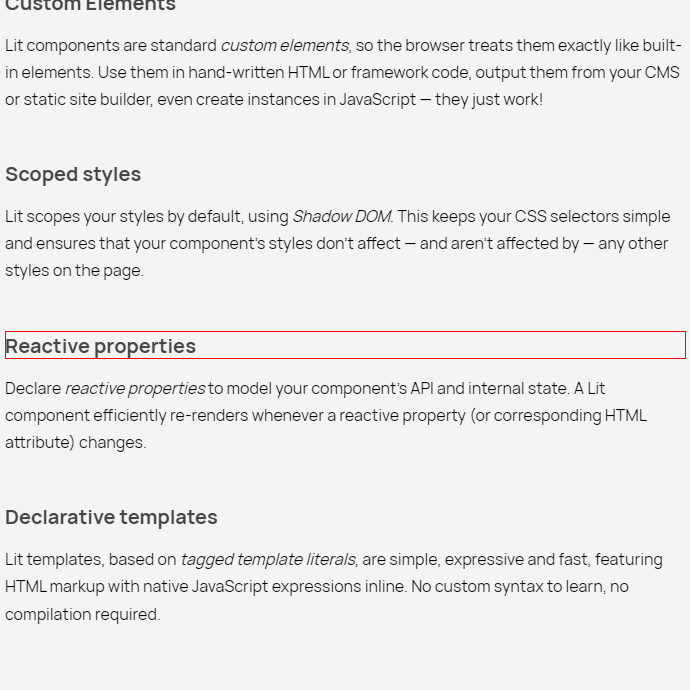 Custom Elements
Lit components are standard custom elements, so the browser treats them exactly like built-
in elements. Use them in hand-written HTML or framework code, output them from your CMS
or static site builder, even create instances in JavaScript — they just work!
Scoped styles
Lit scopes your styles by default, using Shadow DOM. This keeps your CSS selectors simple
and ensures that your component's styles don't affect — and aren't affected by — any other
styles on the page.
Reactive properties
Declare reactive properties to model your component's API and internal state. A Lit
component efficiently re-renders whenever a reactive property (or corresponding HTML
attribute) changes.
Declarative templates
Lit templates, based on tagged template literals, are simple, expressive and fast, featuring
HTML markup with native JavaScript expressions inline. No custom syntax to learn, no
compilation required.